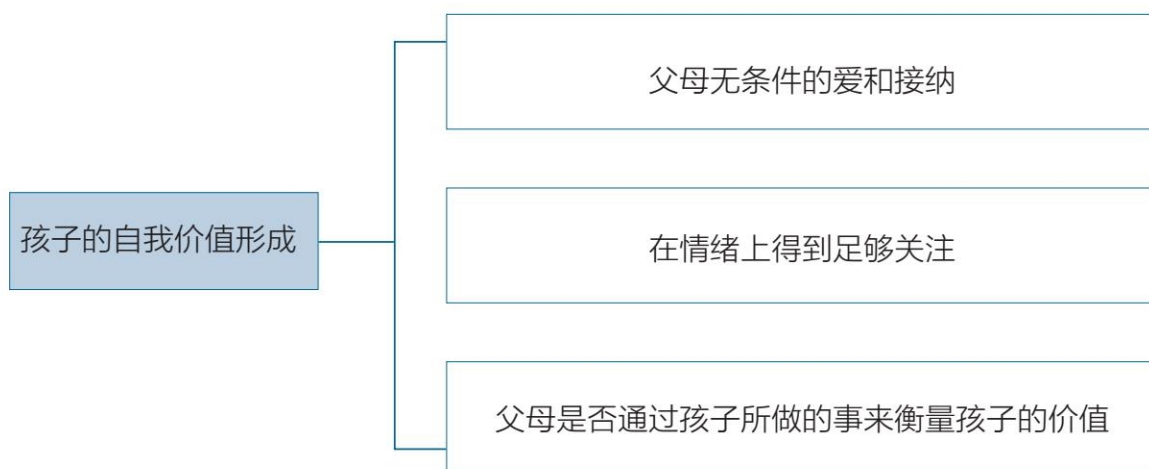 父母无条件的爱和接纳
孩子的自我价值形成
在情绪上得到足够关注
父母是否通过孩子所做的事来衡量孩子的价值